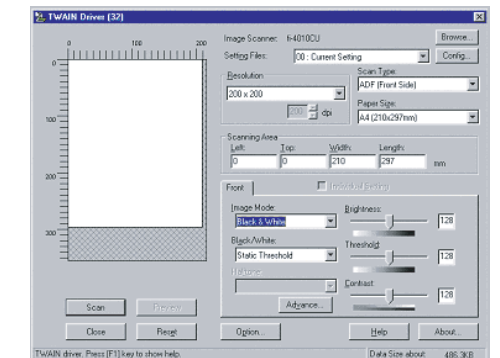 TWAIN Driver (32)
0 100 200
0
100
200
300
Image Scanner: fi-4010CU
Browse...
Setting Files: 00 : Current Setting
Config...
Resolution
200 x 200
200 dpi
Scan Type:
ADF (Front Side)
Paper Size:
A4 (210x297mm)
Scanning Area
Left: Top: Width: Length:
0 0 210 297 mm
Front
Individual Setting
Image Mode:
Black & White
Black/White:
Static Threshold
Halftone:
Advance...
Brightness:
128
Threshold:
128
Contrast:
128
Scan Preview
Close Reset Option... Help About...
TWAIN driver. Press [F1] key to show help. Data Size about 486.3KB